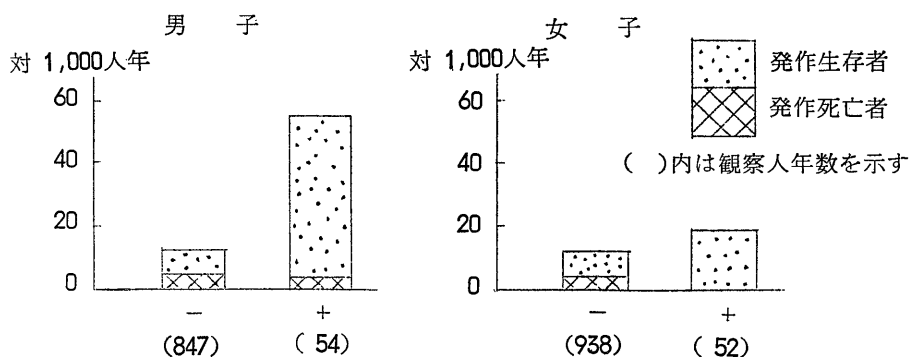 男 子
対 1,000人年
60
40
20
0
－ ＋
(847) ( 54)
女 子
対 1,000人年
60
40
20
0
－ ＋
(938) ( 52)
発作生存者
発作死亡者
( )内は観察人年数を示す